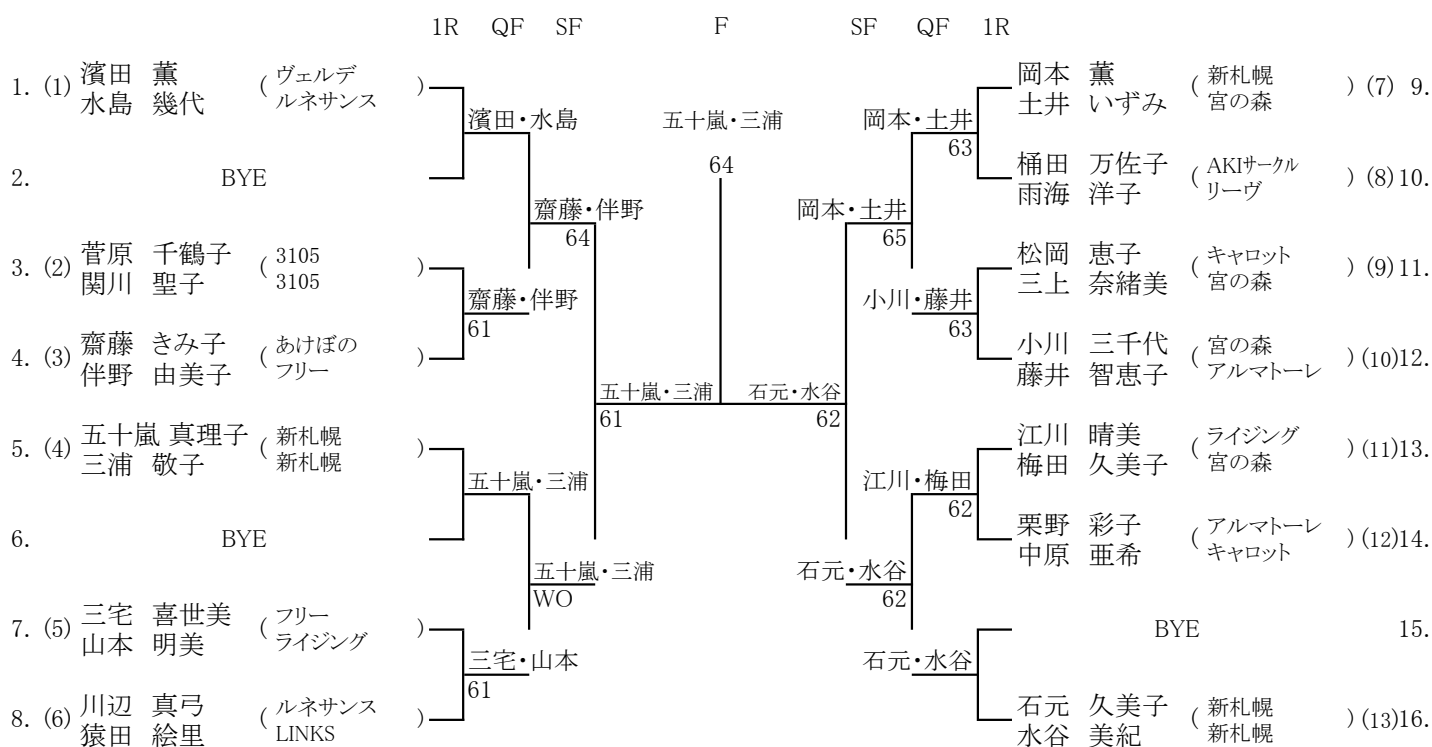 1R QF SF F SF QF 1R
1. (1) 濱田 薫 ( ヴェルデ )
水島 幾代 ルネサンス
濱田・水島
2. BYE
齋藤・伴野
64
3. (2) 菅原 千鶴子 ( 3105 )
関川 聖子 3105
齋藤・伴野
61
4. (3) 齋藤 きみ子 ( あけぼの )
伴野 由美子 フリー
五十嵐・三浦
61
5. (4) 五十嵐 真理子 ( 新札幌 )
三浦 敬子 新札幌
五十嵐・三浦
6. BYE
五十嵐・三浦
WO
7. (5) 三宅 喜世美 ( フリー )
山本 明美 ライジング
三宅・山本
61
8. (6) 川辺 真弓 ( ルネサンス )
猿田 絵里 LINKS
五十嵐・三浦
64
岡本 薫 ( 新札幌 ) (7) 9.
土井 いずみ 宮の森
岡本・土井
63
桶田 万佐子 ( AKIサークル ) (8) 10.
雨海 洋子 リーヴ
岡本・土井
65
松岡 恵子 ( キャロット ) (9) 11.
三上 奈緒美 宮の森
小川・藤井
63
小川 三千代 ( 宮の森 ) (10) 12.
藤井 智恵子 アルマトーレ
石元・水谷
62
江川 晴美 ( ライジング ) (11) 13.
梅田 久美子 宮の森
江川・梅田
62
栗野 彩子 ( アルマトーレ ) (12) 14.
中原 亜希 キャロット
石元・水谷
62
BYE 15.
石元・水谷
石元 久美子 ( 新札幌 ) (13) 16.
水谷 美紀 新札幌